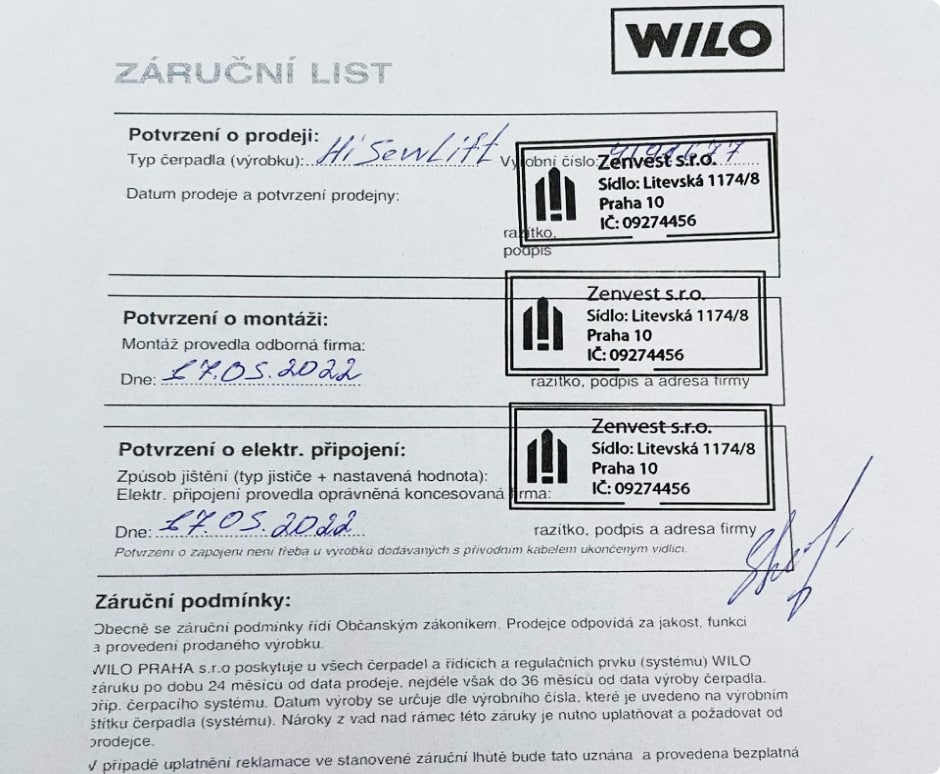 WILO
ZÁRUČNÍ LIST
Potvrzení o prodeji:
Typ čerpadla (výrobku): HiSewLift Výrobní číslo:
Zenvest s.r.o.
Sídlo: Litevská 1174/8
Praha 10
IČ: 09274456
Datum prodeje a potvrzení prodejny:
razítko,
podpis
Potvrzení o montáži:
Zenvest s.r.o.
Sídlo: Litevská 1174/8
Praha 10
IČ: 09274456
Montáž provedla odborná firma:
Dne: 17.05.2022
razítko, podpis a adresa firmy
Potvrzení o elektr. připojení:
Zenvest s.r.o.
Sídlo: Litevská 1174/8
Praha 10
IČ: 09274456
Způsob jištění (typ jističe + nastavená hodnota):
Elektr. připojení provedla oprávněná koncesovaná firma:
Dne: 17.05.2022 razítko, podpis a adresa firmy
Potvrzení o zapojení není třeba u výrobku dodávaných s přívodním kabelem ukončeným vidlicí.
Záruční podmínky:
Obecně se záruční podmínky řídí Občanským zákoníkem. Prodejce odpovídá za jakost, funkci
a provedení prodaného výrobku.
WILO PRAHA s.r.o poskytuje u všech čerpadel a řídících a regulačních prvku (systému) WILO
záruku po dobu 24 měsíců od data prodeje, nejdéle však do 36 měsíců od data výroby čerpadla,
příp. čerpacího systému. Datum výroby se určuje dle výrobního čísla, které je uvedeno na výrobním
štítku čerpadla (systému). Nároky z vad nad rámec této záruky je nutno uplatňovat a požadovat od
prodejce.
V případě uplatnění reklamace ve stanovené záruční lhůtě bude tato uznána a provedena bezplatná